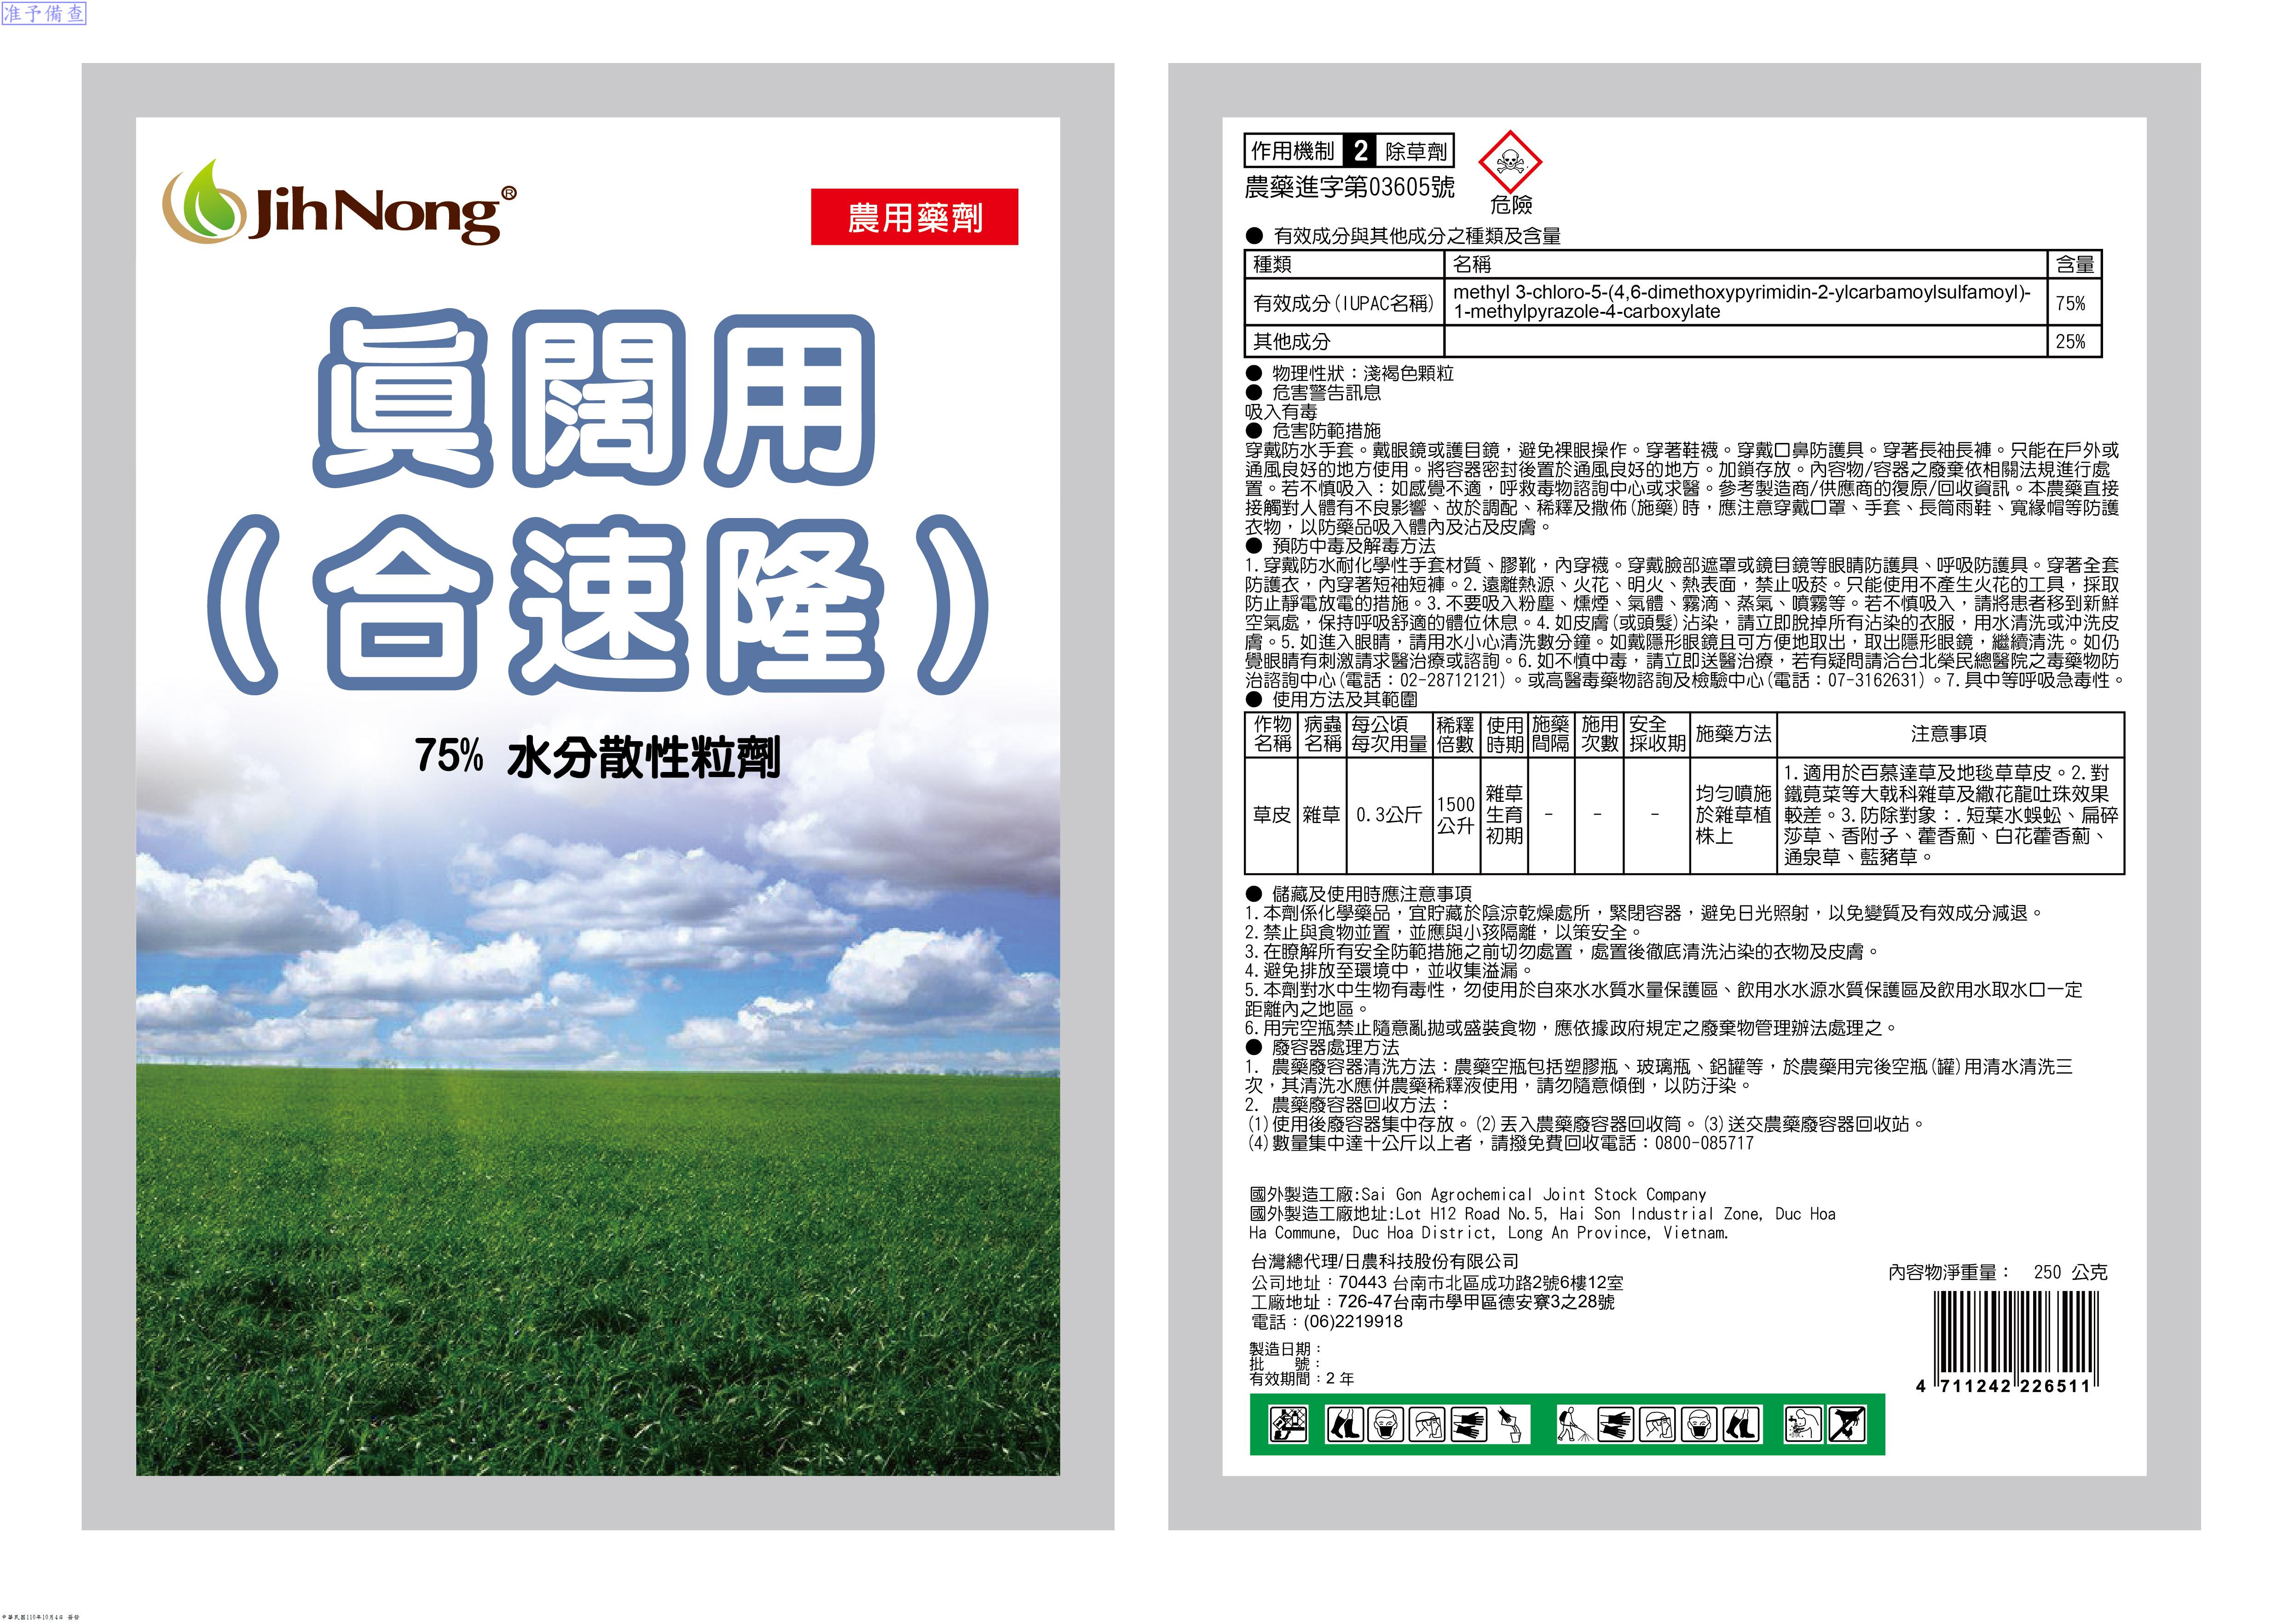 准予備查
JihNong®
農用藥劑
眞闊用
（合速隆）
75% 水分散性粒劑
作用機制 2 除草劑
農藥進字第03605號
危險
● 有效成分與其他成分之種類及含量
種類 名稱 含量
有效成分(IUPAC名稱) methyl 3-chloro-5-(4,6-dimethoxypyrimidin-2-ylcarbamoylsulfamoyl)-
1-methylpyrazole-4-carboxylate 75%
其他成分 25%
● 物理性狀：淺褐色顆粒
● 危害警告訊息
吸入有毒
● 危害防範措施
穿戴防水手套。戴眼鏡或護目鏡，避免裸眼操作。穿著鞋襪。穿戴口鼻防護具。穿著長袖長褲。只能在戶外或
通風良好的地方使用。將容器密封後置於通風良好的地方。加鎖存放。內容物/容器之廢棄依相關法規進行處
置。若不慎吸入：如感覺不適，呼救毒物諮詢中心或求醫。參考製造商/供應商的復原/回收資訊。本農藥直接
接觸對人體有不良影響、故於調配、稀釋及撒佈(施藥)時，應注意穿戴口罩、手套、長筒雨鞋、寬緣帽等防護
衣物，以防藥品吸入體內及沾及皮膚。
● 預防中毒及解毒方法
1.穿戴防水耐化學性手套材質、膠靴，內穿襪。穿戴臉部遮罩或鏡目鏡等眼睛防護具、呼吸防護具。穿著全套
防護衣，內穿著短袖短褲。2.遠離熱源、火花、明火、熱表面，禁止吸菸。只能使用不產生火花的工具，採取
防止靜電放電的措施。3.不要吸入粉塵、燻煙、氣體、霧滴、蒸氣、噴霧等。若不慎吸入，請將患者移到新鮮
空氣處，保持呼吸舒適的體位休息。4.如皮膚(或頭髮)沾染，請立即脫掉所有沾染的衣服，用水清洗或沖洗皮
膚。5.如進入眼睛，請用水小心清洗數分鐘。如戴隱形眼鏡且可方便地取出，取出隱形眼鏡，繼續清洗。如仍
覺眼睛有刺激請求醫治療或諮詢。6.如不慎中毒，請立即送醫治療，若有疑問請洽台北榮民總醫院之毒藥物防
治諮詢中心(電話：02-28712121)。或高醫毒藥物諮詢及檢驗中心(電話：07-3162631)。7.具中等呼吸急毒性。
● 使用方法及其範圍
作物名稱 病蟲名稱 每公頃每次用量 稀釋倍數 使用時期 施藥間隔 施用次數 安全採收期 施藥方法 注意事項
草皮 雜草 0.3公斤 1500公升 雜草生育初期 - - - 均勻噴施於雜草植株上
1.適用於百慕達草及地毯草草皮。2.對
鐵莧菜等大戟科雜草及繖花龍吐珠效果
較差。3.防除對象：.短葉水蜈蚣、扁碎
莎草、香附子、藿香薊、白花藿香薊、
通泉草、藍豬草。
● 儲藏及使用時應注意事項
1.本劑係化學藥品，宜貯藏於陰涼乾燥處所，緊閉容器，避免日光照射，以免變質及有效成分減退。
2.禁止與食物並置，並應與小孩隔離，以策安全。
3.在瞭解所有安全防範措施之前切勿處置，處置後徹底清洗沾染的衣物及皮膚。
4.避免排放至環境中，並收集溢漏。
5.本劑對水中生物有毒性，勿使用於自來水水質水量保護區、飲用水水源水質保護區及飲用水取水口一定
距離內之地區。
6.用完空瓶禁止隨意亂拋或盛裝食物，應依據政府規定之廢棄物管理辦法處理之。
● 廢容器處理方法
1. 農藥廢容器清洗方法：農藥空瓶包括塑膠瓶、玻璃瓶、鋁罐等，於農藥用完後空瓶(罐)用清水清洗三
次，其清洗水應併農藥稀釋液使用，請勿隨意傾倒，以防汙染。
2. 農藥廢容器回收方法：
(1)使用後廢容器集中存放。(2)丟入農藥廢容器回收筒。(3)送交農藥廢容器回收站。
(4)數量集中達十公斤以上者，請撥免費回收電話：0800-085717
國外製造工廠:Sai Gon Agrochemical Joint Stock Company
國外製造工廠地址:Lot H12 Road No.5, Hai Son Industrial Zone, Duc Hoa
Ha Commune, Duc Hoa District, Long An Province, Vietnam.
台灣總代理/日農科技股份有限公司
公司地址：70443 台南市北區成功路2號6樓12室
工廠地址：726-47台南市學甲區德安寮3之28號
電話：(06)2219918
內容物淨重量： 250 公克
製造日期：
批 號：
有效期間：2 年
4 711242 226511
中華民國110年10月4日 簽發